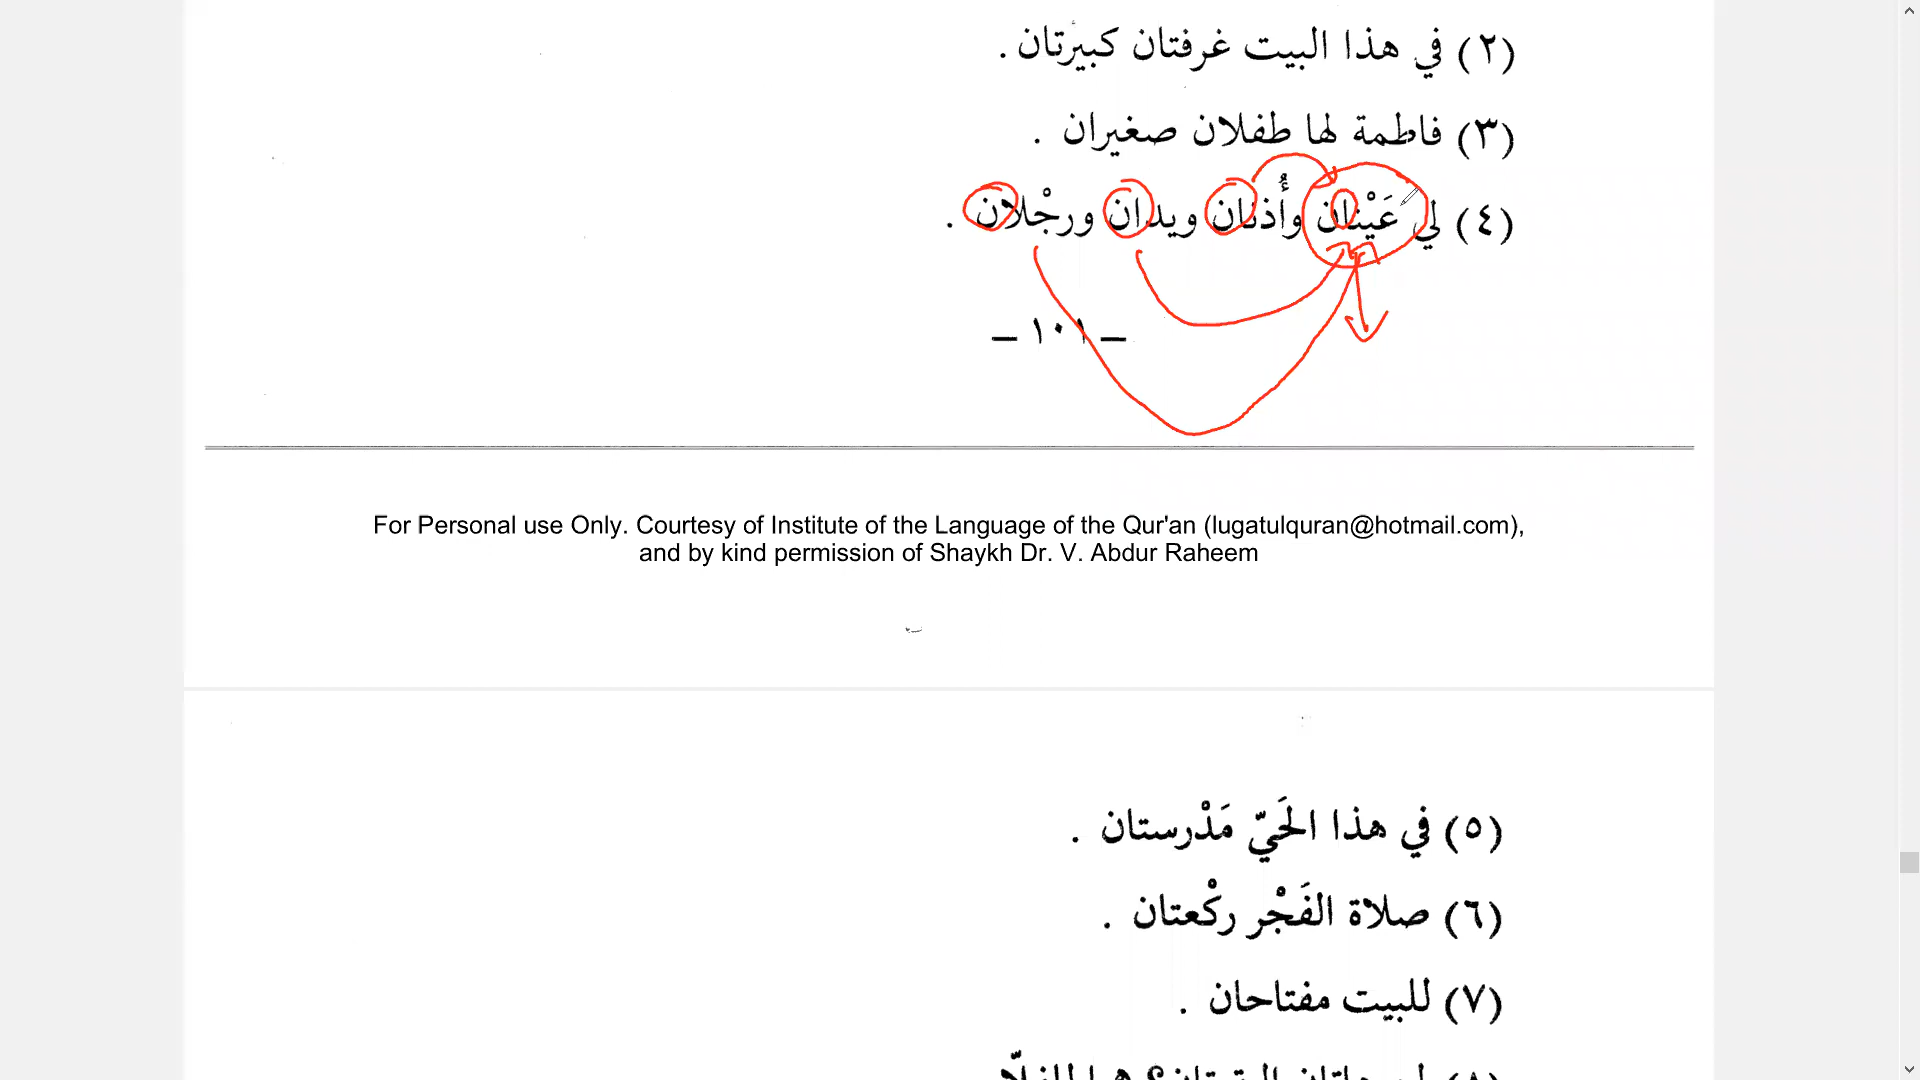 (٢) في هذا البيت غرفتان كبيرتان .
(٣) فاطمة لها طفلان صغيران .
(٤) لي عَيْنان وأُذنان ويدان ورجْلان .
– ١٠١ –
For Personal use Only. Courtesy of Institute of the Language of the Qur'an (lugatulquran@hotmail.com),
and by kind permission of Shaykh Dr. V. Abdur Raheem
(٥) في هذا الحَيّ مَدْرستان .
(٦) صلاة الفَجْر ركْعتان .
(٧) للبيت مفتاحان .